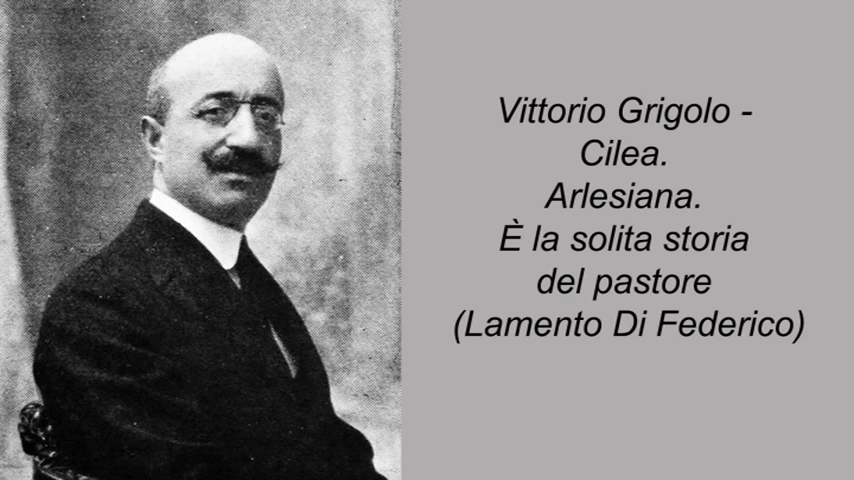 Vittorio Grigolo -
Cilea.
Arlesiana.
È la solita storia
del pastore
(Lamento Di Federico)